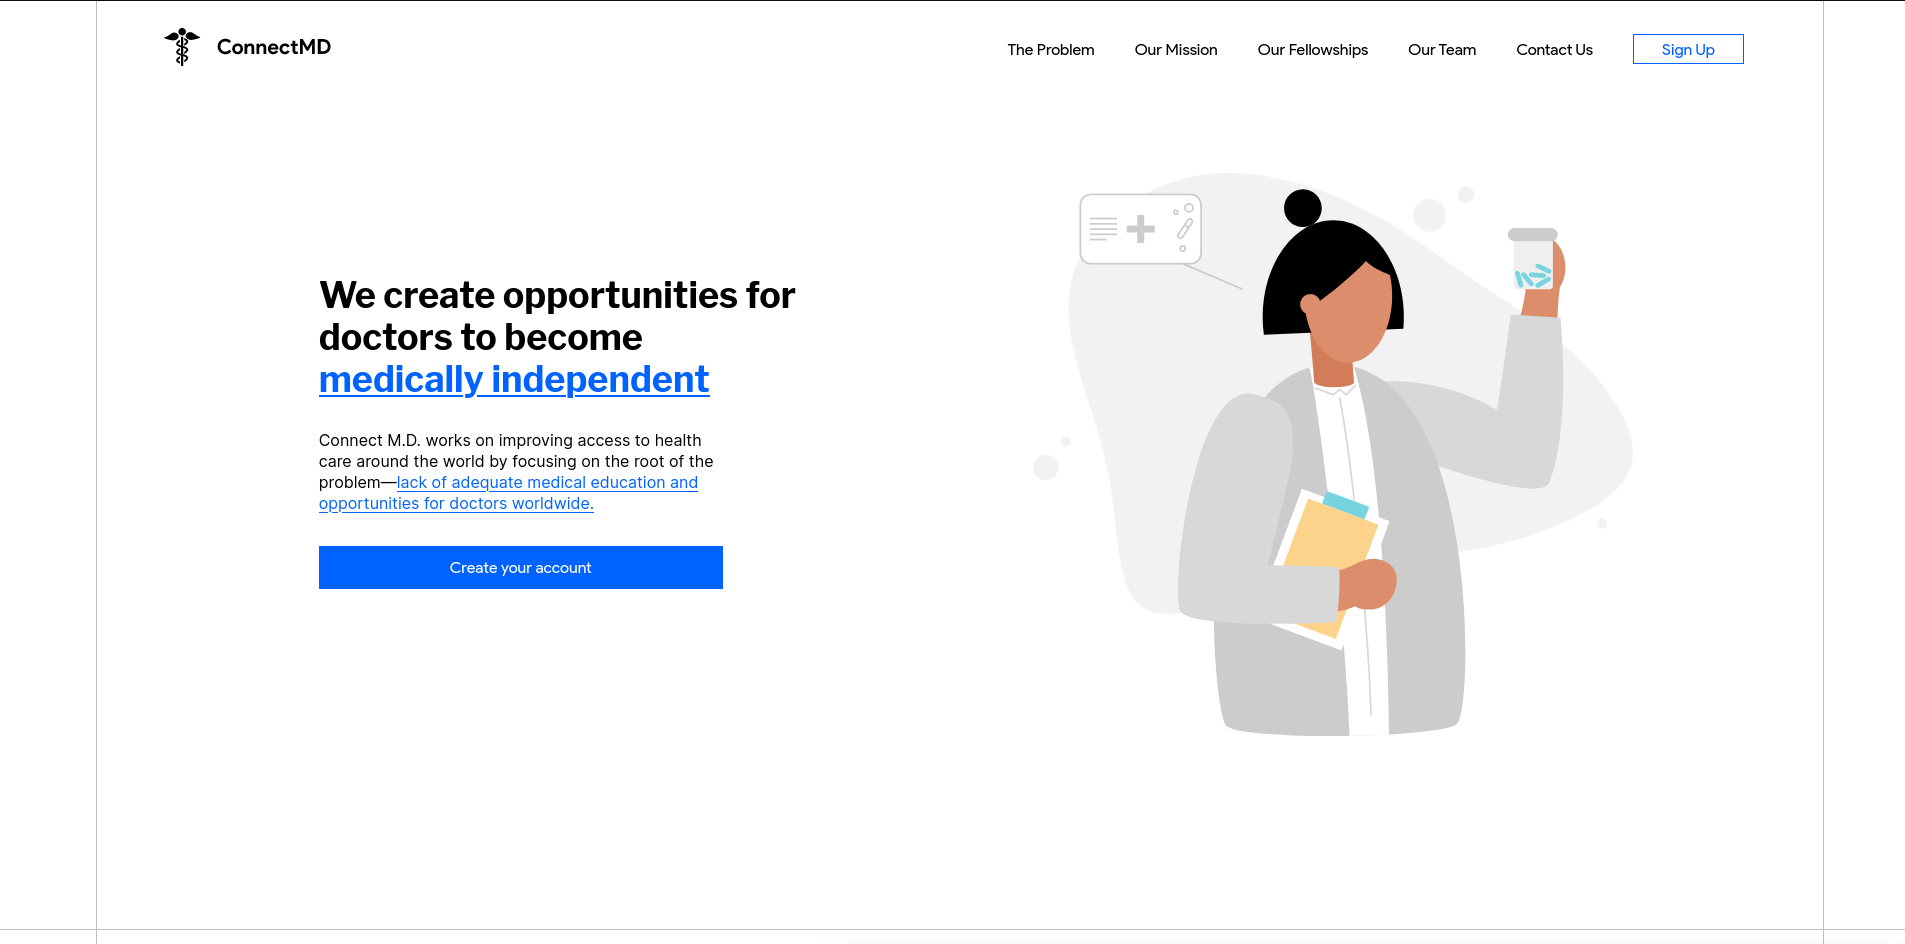 ConnectMD
The Problem
Our Mission
Our Fellowships
Our Team
Contact Us
Sign Up
We create opportunities for
doctors to become
medically independent
Connect M.D. works on improving access to health
care around the world by focusing on the root of the
problem—lack of adequate medical education and
opportunities for doctors worldwide.
Create your account